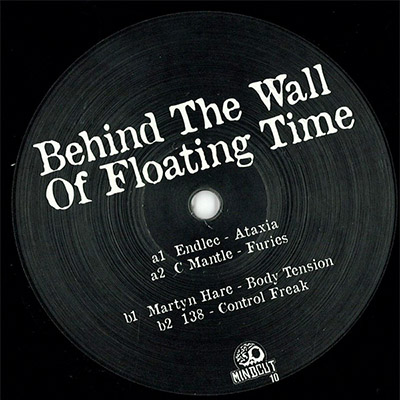 Behind The Wall
Of Floating Time
a1 Endlec - Ataxia
a2 C Mantle - Furies
b1 Martyn Hare - Body Tension
b2 138 - Control Freak
MINDCUT
10